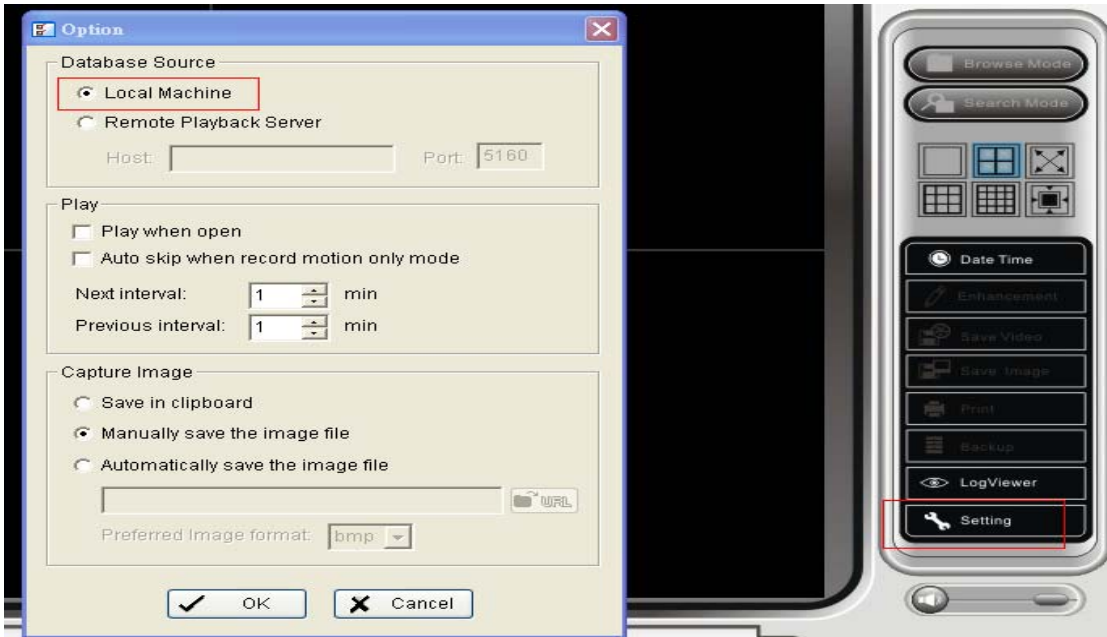 Option
Database Source
Local Machine
Remote Playback Server
Host: Port: 5160
Play
Play when open
Auto skip when record motion only mode
Next interval: 1 min
Previous interval: 1 min
Capture Image
Save in clipboard
Manually save the image file
Automatically save the image file
URL
Preferred Image format: bmp
OK Cancel
Browse Mode
Search Mode
Date Time
Enhancement
Save Video
Save Image
Print
Backup
LogViewer
Setting